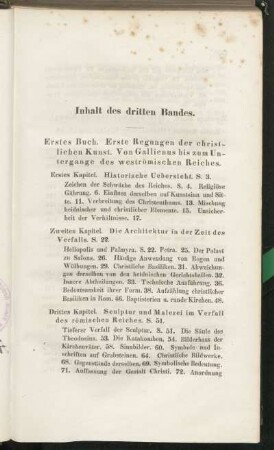 Inhalt des dritten Bandes.
Erstes Buch. Erste Regungen der christ-
lichen Kunst. Von Gallienus bis zum Un-
tergange des weströmischen Reiches.
Erstes Kapitel. Historische Uebersicht. S. 3.
Zeichen der Schwäche des Reiches. S. 4. Religiöse
Gährung. 6. Einfluss derselben auf Kunstsinn und Sit-
te. 11. Verbreitung des Christenthums. 13. Mischung
heidnischer und christlicher Elemente. 15. Unsicher-
heit der Verhältnisse. 17.
Zweites Kapitel. Die Architektur in der Zeit des
Verfalls. S. 22.
Heliopolis und Palmyra. S. 22. Petra. 25. Der Palast
zu Salona. 26. Häufige Anwendung von Bogen und
Wölbungen. 29. Christliche Basiliken. 31. Abweichun-
gen derselben von den heidnischen Gerichtshallen. 32.
Innere Abtheilungen. 33. Technische Ausführung. 36.
Bedeutsamkeit ihrer Form. 38. Aufzählung christlicher
Basiliken in Rom. 46. Baptisterien u. runde Kirchen. 48.
Drittes Kapitel. Sculptur und Malerei im Verfall
des römischen Reiches. S. 51.
Tieferer Verfall der Sculptur. S. 51. Die Säule des
Theodosius. 53. Die Katakomben. 54. Bilderhass der
Kirchenväter. 58. Sinnbilder. 60. Symbole und In-
schriften auf Grabsteinen. 64. Christliche Bildwerke.
68. Gegenstände derselben. 69. Symbolische Bedeutung.
71. Auffassung der Gestalt Christi. 72. Anordnung